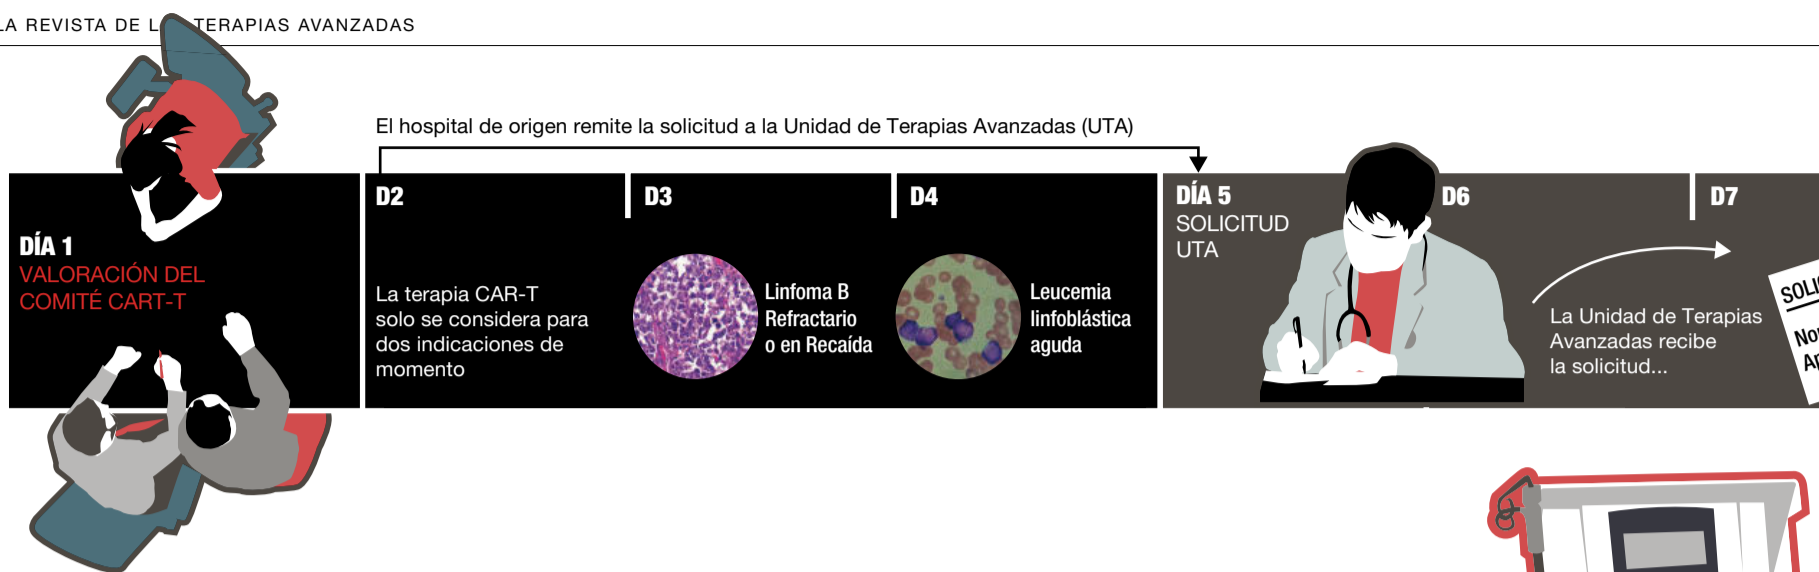 LA REVISTA DE L TERAPIAS AVANZADAS
El hospital de origen remite la solicitud a la Unidad de Terapias Avanzadas (UTA)
DÍA 1
VALORACIÓN DEL
COMITÉ CART-T
D2
La terapia CAR-T
solo se considera para
dos indicaciones de
momento
D3
Linfoma B
Refractario
o en Recaída
D4
Leucemia
linfoblástica
aguda
DÍA 5
SOLICITUD
UTA
D6
La Unidad de Terapias
Avanzadas recibe
la solicitud...
D7